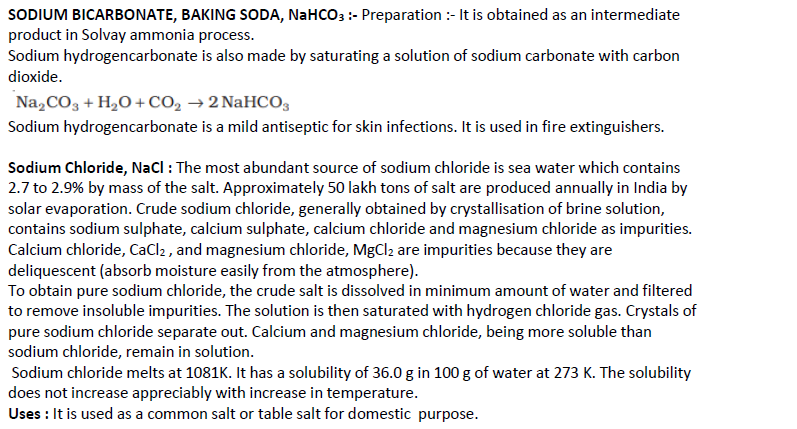 SODIUM BICARBONATE, BAKING SODA, NaHCO₃ :- Preparation :- It is obtained as an intermediate
product in Solvay ammonia process.
Sodium hydrogencarbonate is also made by saturating a solution of sodium carbonate with carbon
dioxide.
Na₂CO₃ + H₂O + CO₂ → 2 NaHCO₃
Sodium hydrogencarbonate is a mild antiseptic for skin infections. It is used in fire extinguishers.
Sodium Chloride, NaCl : The most abundant source of sodium chloride is sea water which contains
2.7 to 2.9% by mass of the salt. Approximately 50 lakh tons of salt are produced annually in India by
solar evaporation. Crude sodium chloride, generally obtained by crystallisation of brine solution,
contains sodium sulphate, calcium sulphate, calcium chloride and magnesium chloride as impurities.
Calcium chloride, CaCl₂ , and magnesium chloride, MgCl₂ are impurities because they are
deliquescent (absorb moisture easily from the atmosphere).
To obtain pure sodium chloride, the crude salt is dissolved in minimum amount of water and filtered
to remove insoluble impurities. The solution is then saturated with hydrogen chloride gas. Crystals of
pure sodium chloride separate out. Calcium and magnesium chloride, being more soluble than
sodium chloride, remain in solution.
Sodium chloride melts at 1081K. It has a solubility of 36.0 g in 100 g of water at 273 K. The solubility
does not increase appreciably with increase in temperature.
Uses : It is used as a common salt or table salt for domestic purpose.